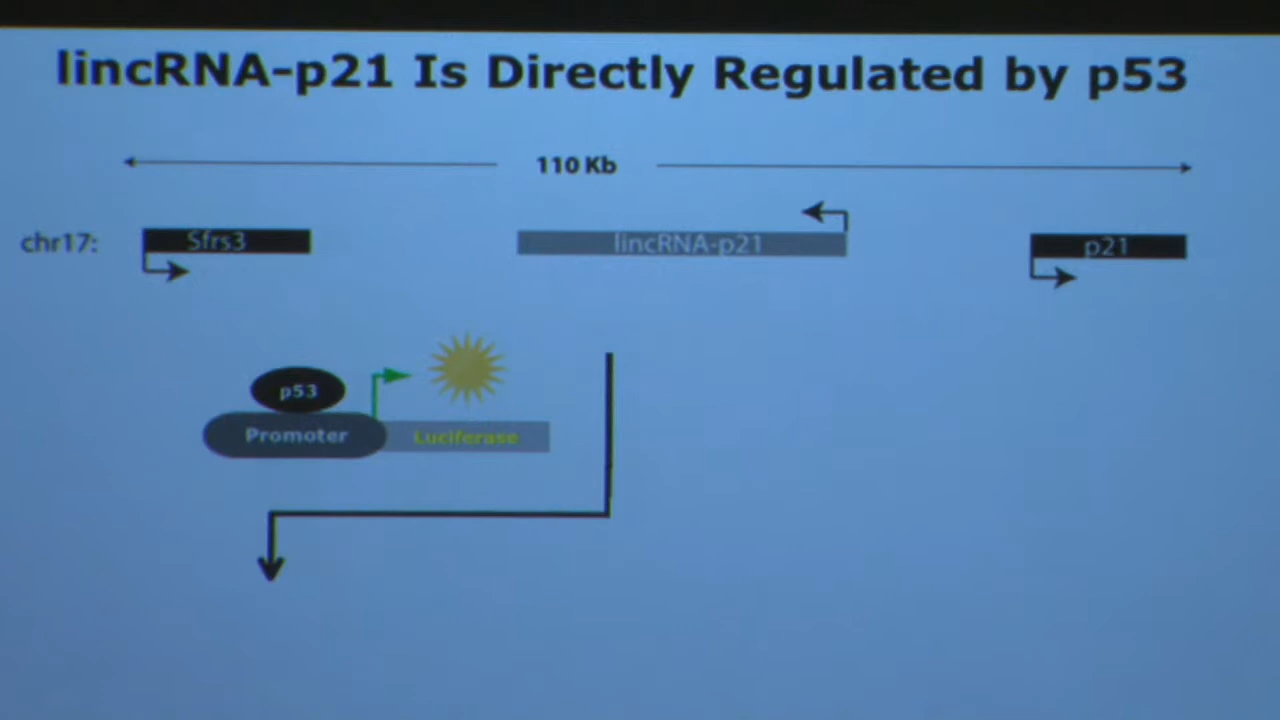 lincRNA-p21 Is Directly Regulated by p53
110 Kb
chr17:
Sfrs3
lincRNA-p21
p21
p53
Promoter
Luciferase